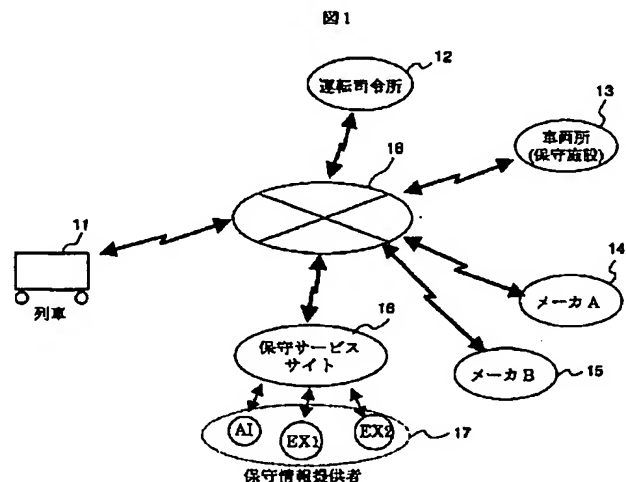 図1
12
運転司令所
13
車両所
(保守施設)
18
11
列車
14
メーカA
16
保守サービス
サイト
メーカB
15
AI
EX1
EX2
17
保守情報提供者